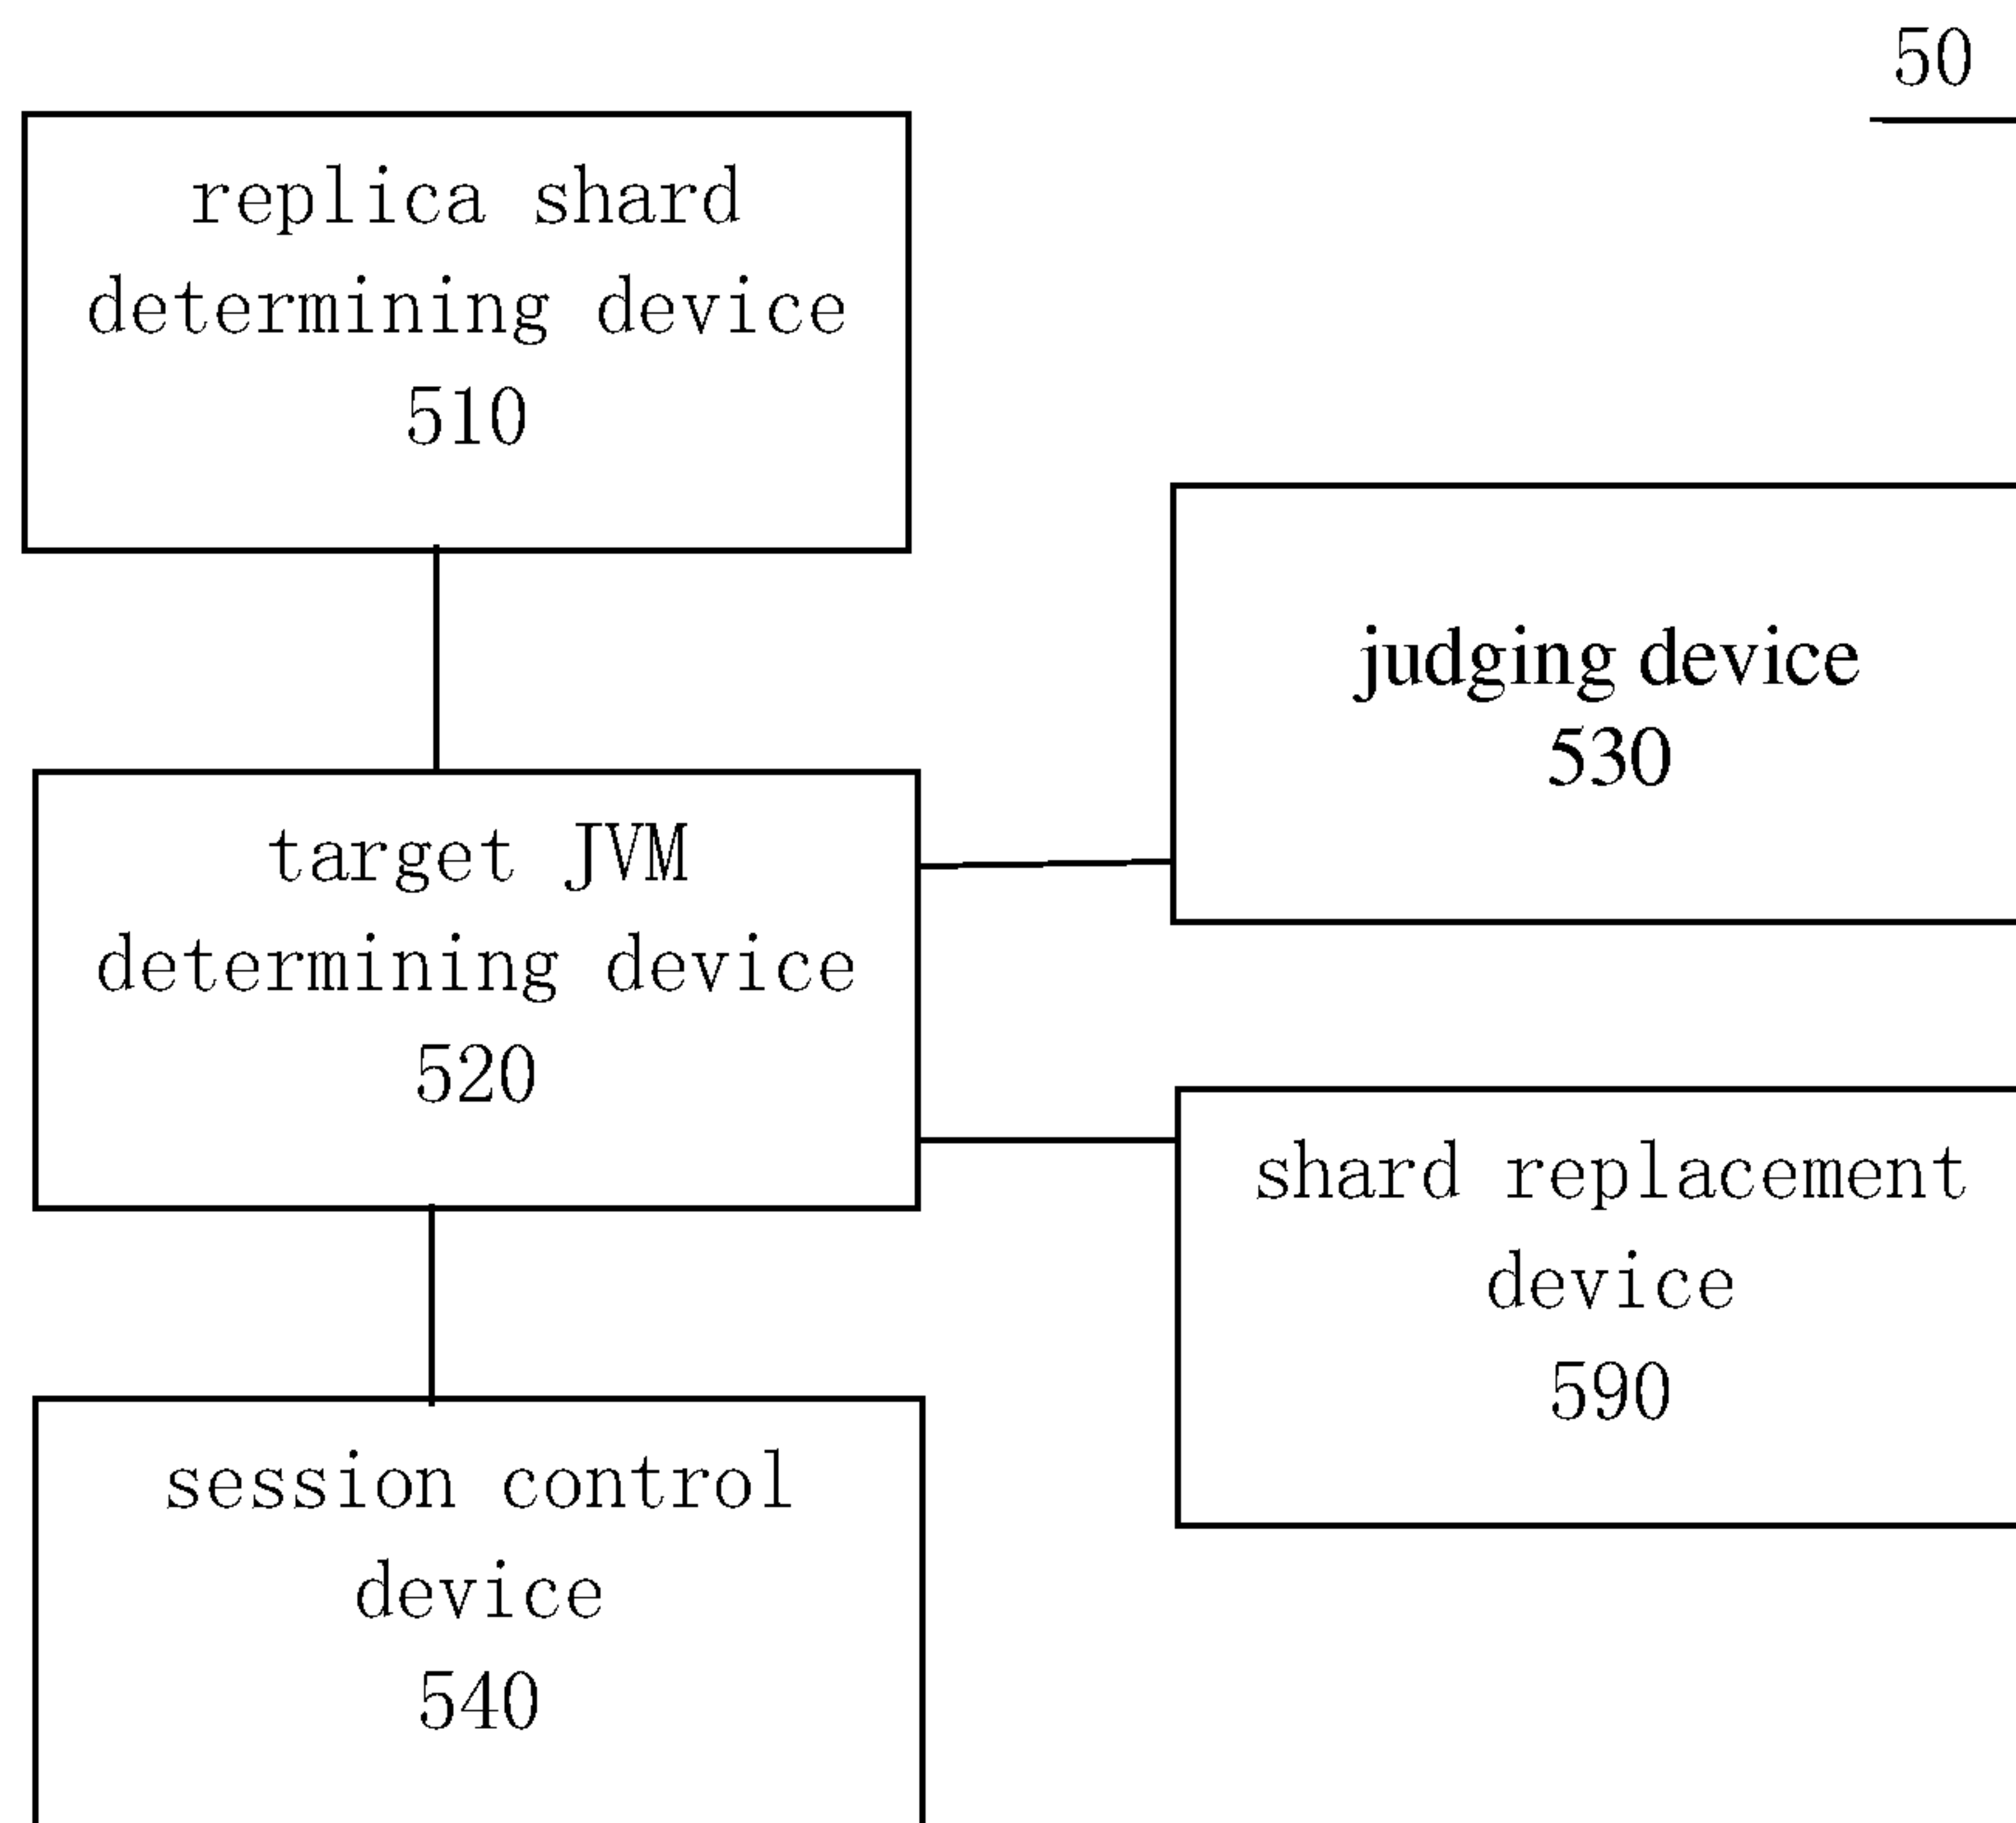 50
replica shard
determining device
510
judging device
530
target JVM
determining device
520
shard replacement
device
590
session control
device
540